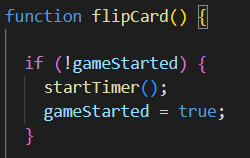 function flipCard() {
if (!gameStarted) {
startTimer();
gameStarted = true;
}